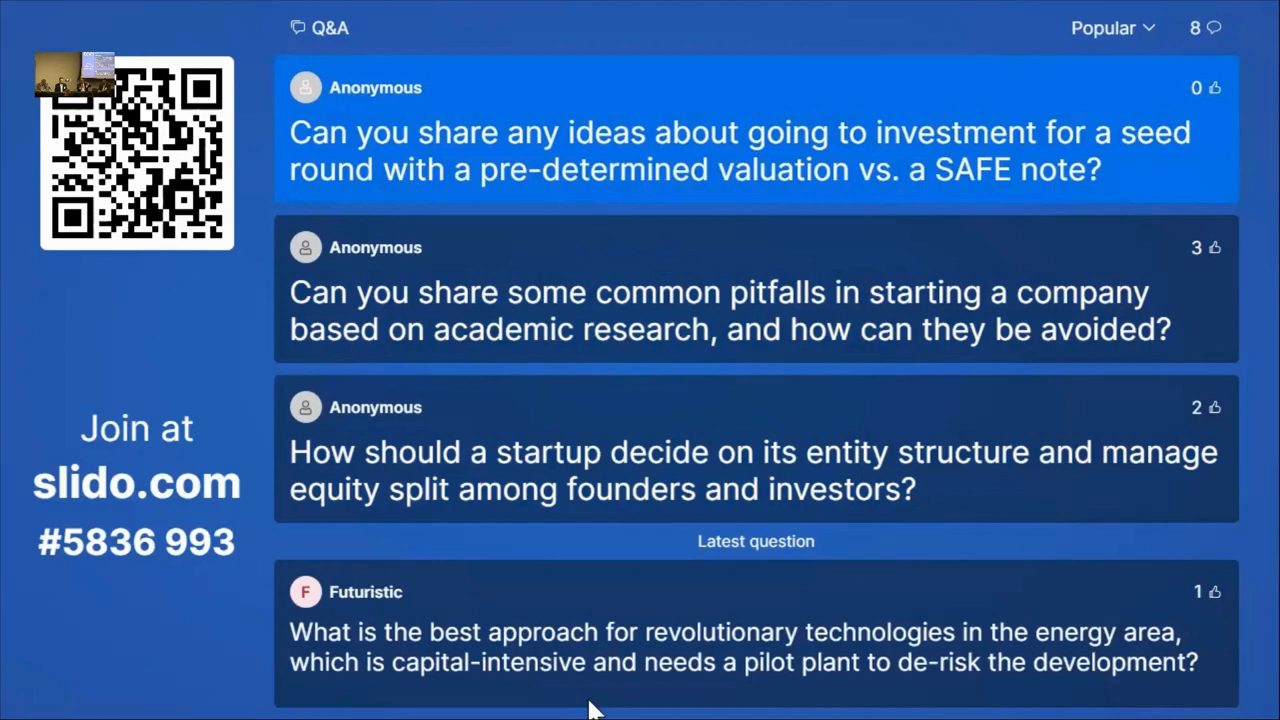 Q&A
Popular
8
Anonymous
0
Can you share any ideas about going to investment for a seed
round with a pre-determined valuation vs. a SAFE note?
Anonymous
3
Can you share some common pitfalls in starting a company
based on academic research, and how can they be avoided?
Anonymous
2
How should a startup decide on its entity structure and manage
equity split among founders and investors?
Latest question
F
Futuristic
1
What is the best approach for revolutionary technologies in the energy area,
which is capital-intensive and needs a pilot plant to de-risk the development?
Join at
slido.com
#5836 993